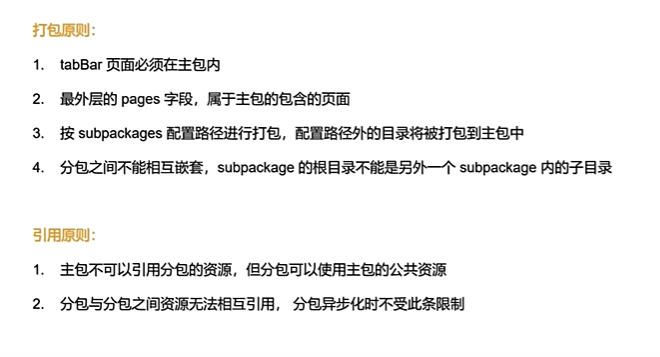 打包原则：
1. tabBar 页面必须在主包内
2. 最外层的 pages 字段，属于主包的包含的页面
3. 按 subpackages 配置路径进行打包，配置路径外的目录将被打包到主包中
4. 分包之间不能相互嵌套，subpackage 的根目录不能是另外一个 subpackage 内的子目录
引用原则：
1. 主包不可以引用分包的资源，但分包可以使用主包的公共资源
2. 分包与分包之间资源无法相互引用， 分包异步化时不受此条限制